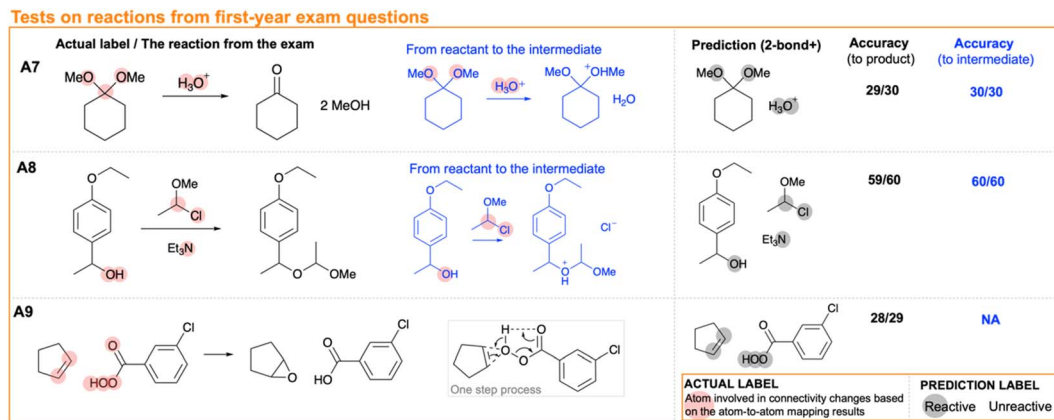 Tests on reactions from first-year exam questions
Actual label / The reaction from the exam
From reactant to the intermediate
Prediction (2-bond+)
Accuracy
(to product)
Accuracy
(to intermediate)
A7
MeO OMe
H₃O⁺
O
2 MeOH
MeO OMe
H₃O⁺
MeO O⁺HMe
H₂O
MeO OMe
H₃O⁺
29/30
30/30
A8
From reactant to the intermediate
O
OMe
Cl
Et₃N
OH
O
O
OMe
O
OMe
Cl
OH
O
Cl⁻
O⁺
H
OMe
O
OMe
Cl
Et₃N
OH
59/60
60/60
A9
O
HOO
Cl
O
O
HO
Cl
H
O
O
O
Cl
One step process
O
HOO
Cl
28/29
NA
ACTUAL LABEL
Atom involved in connectivity changes based
on the atom-to-atom mapping results
PREDICTION LABEL
Reactive Unreactive